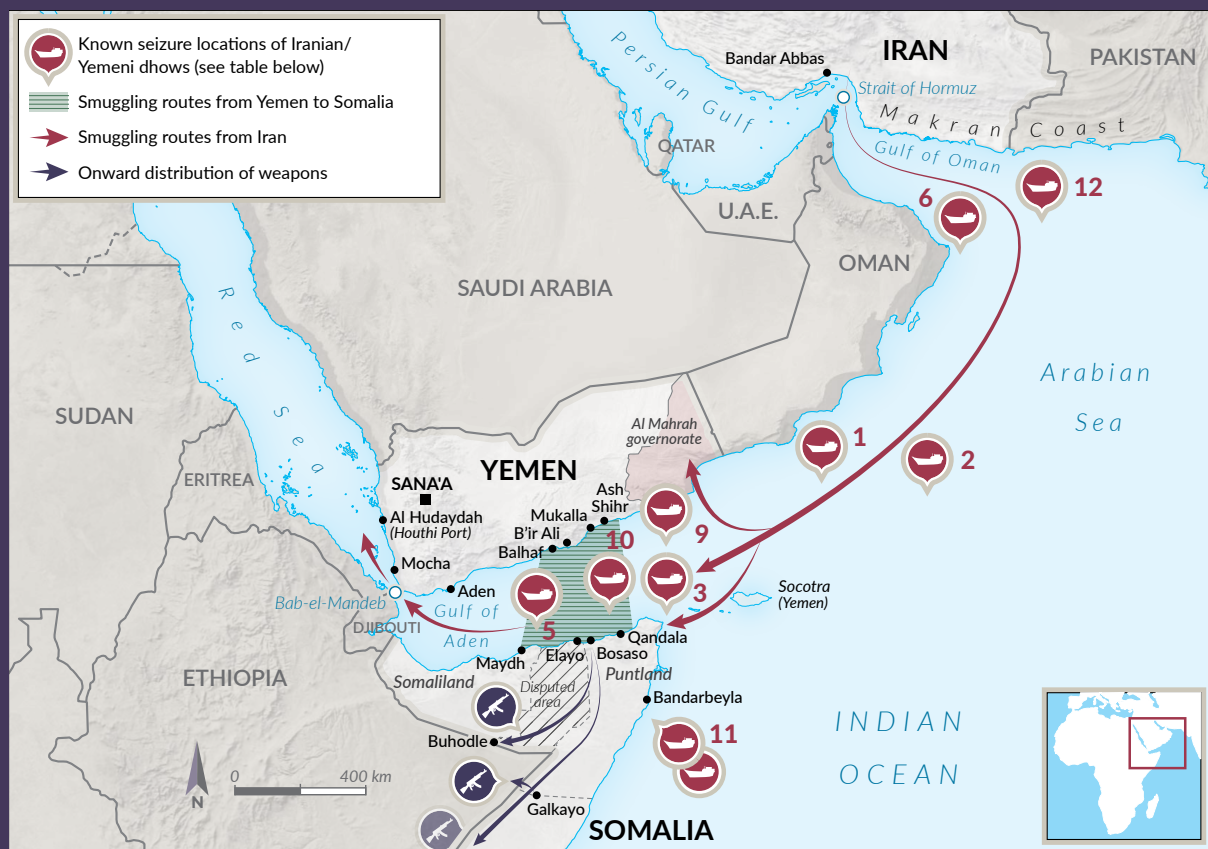 Known seizure locations of Iranian/
Yemeni dhows (see table below)
Smuggling routes from Yemen to Somalia
Smuggling routes from Iran
Onward distribution of weapons
IRAN
PAKISTAN
Bandar Abbas
Strait of Hormuz
Persian Gulf
Makran Coast
Gulf of Oman
QATAR
12
6
U.A.E.
OMAN
SAUDI ARABIA
Red Sea
Arabian
Sea
SUDAN
Al Mahrah
governorate
1
2
ERITREA
YEMEN
SANA'A
Ash
Shihr
Al Hudaydah
(Houthi Port)
Mukalla
B'ir Ali
Balhaf
10
9
Mocha
Aden
3
Socotra
(Yemen)
Bab-el-Mandeb
Gulf of
Aden
5
DJIBOUTI
Qandala
Maydh
Elayo
Bosaso
ETHIOPIA
Somaliland
Disputed
area
Puntland
Bandarbeyla
INDIAN
OCEAN
11
Buhodle
0
400 km
N
Galkayo
SOMALIA